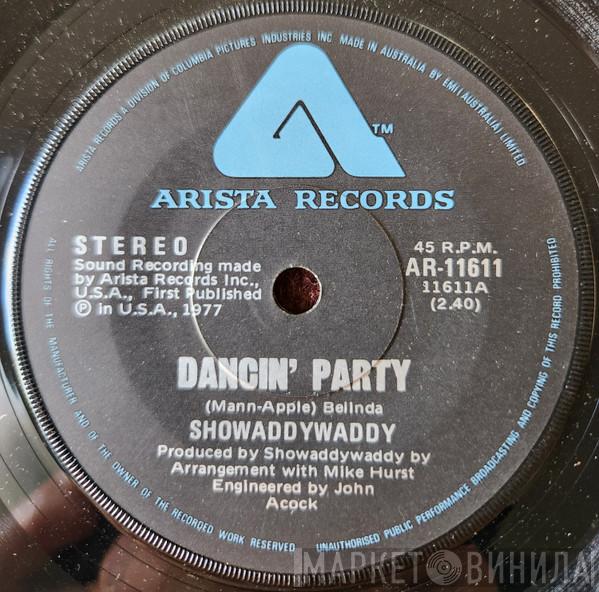 ARISTA RECORDS A DIVISION OF COLUMBIA PICTURES INDUSTRIES INC MADE IN AUSTRALIA BY EMI (AUSTRALIA) LIMITED
TM
ARISTA RECORDS
STEREO
Sound Recording made
by Arista Records Inc.,
U.S.A., First Published
Ⓟ in U.S.A., 1977
45 R.P.M.
AR-11611
11611A
(2.40)
DANCIN' PARTY
(Mann-Apple) Belinda
SHOWADDYWADDY
Produced by Showaddywaddy by
Arrangement with Mike Hurst
Engineered by John
Acock
ALL RIGHTS OF THE MANUFACTURER AND OF THE OWNER OF THE RECORDED WORK RESERVED
UNAUTHORISED PUBLIC PERFORMANCE BROADCASTING AND COPYING OF THIS RECORD PROHIBITED
МАРКЕТ ВИНИЛА